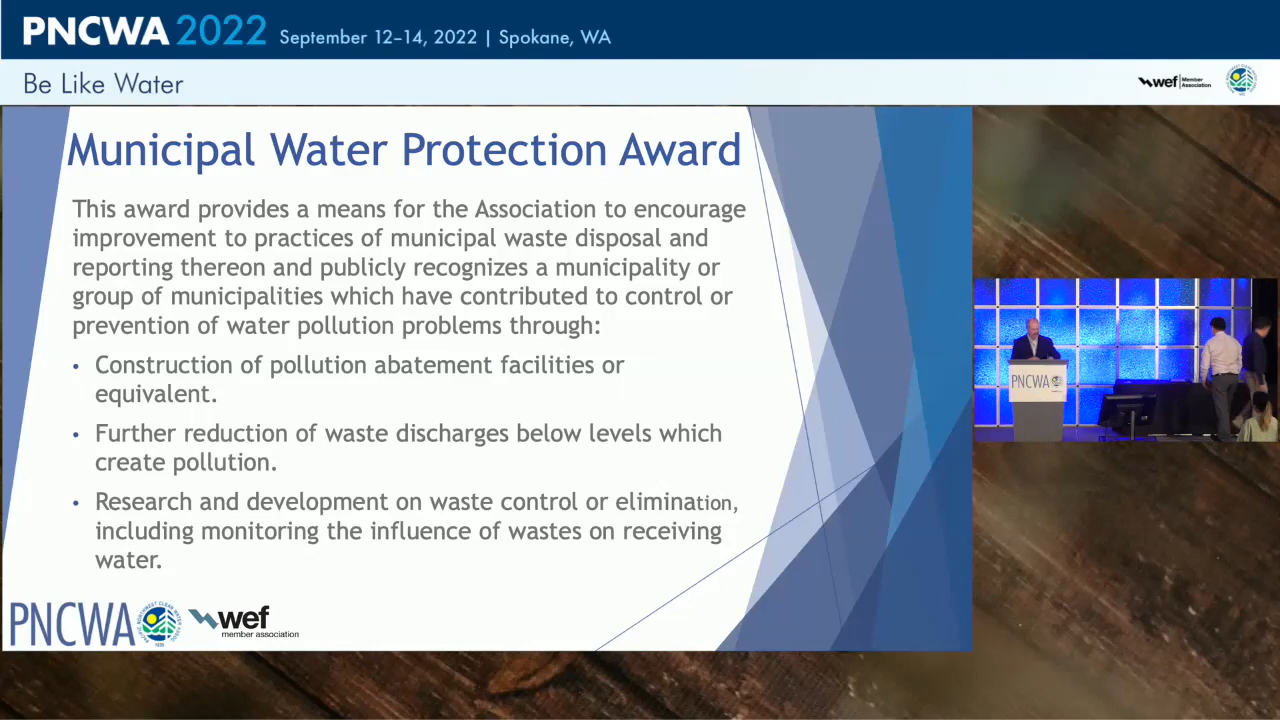 PNCWA 2022 September 12–14, 2022 | Spokane, WA
Be Like Water
wef Member Association
Municipal Water Protection Award
This award provides a means for the Association to encourage
improvement to practices of municipal waste disposal and
reporting thereon and publicly recognizes a municipality or
group of municipalities which have contributed to control or
prevention of water pollution problems through:
• Construction of pollution abatement facilities or
equivalent.
• Further reduction of waste discharges below levels which
create pollution.
• Research and development on waste control or elimination,
including monitoring the influence of wastes on receiving
water.
PNCWA
wef
member association
PNCWA